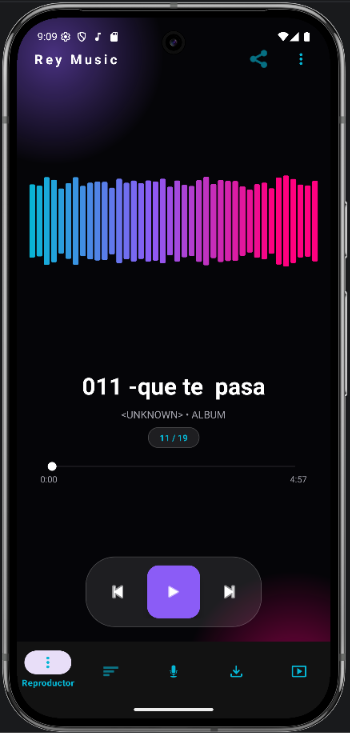 9:09
Rey Music
011 -que te  pasa
<UNKNOWN> • ALBUM
11 / 19
0:00 4:57
Reproductor